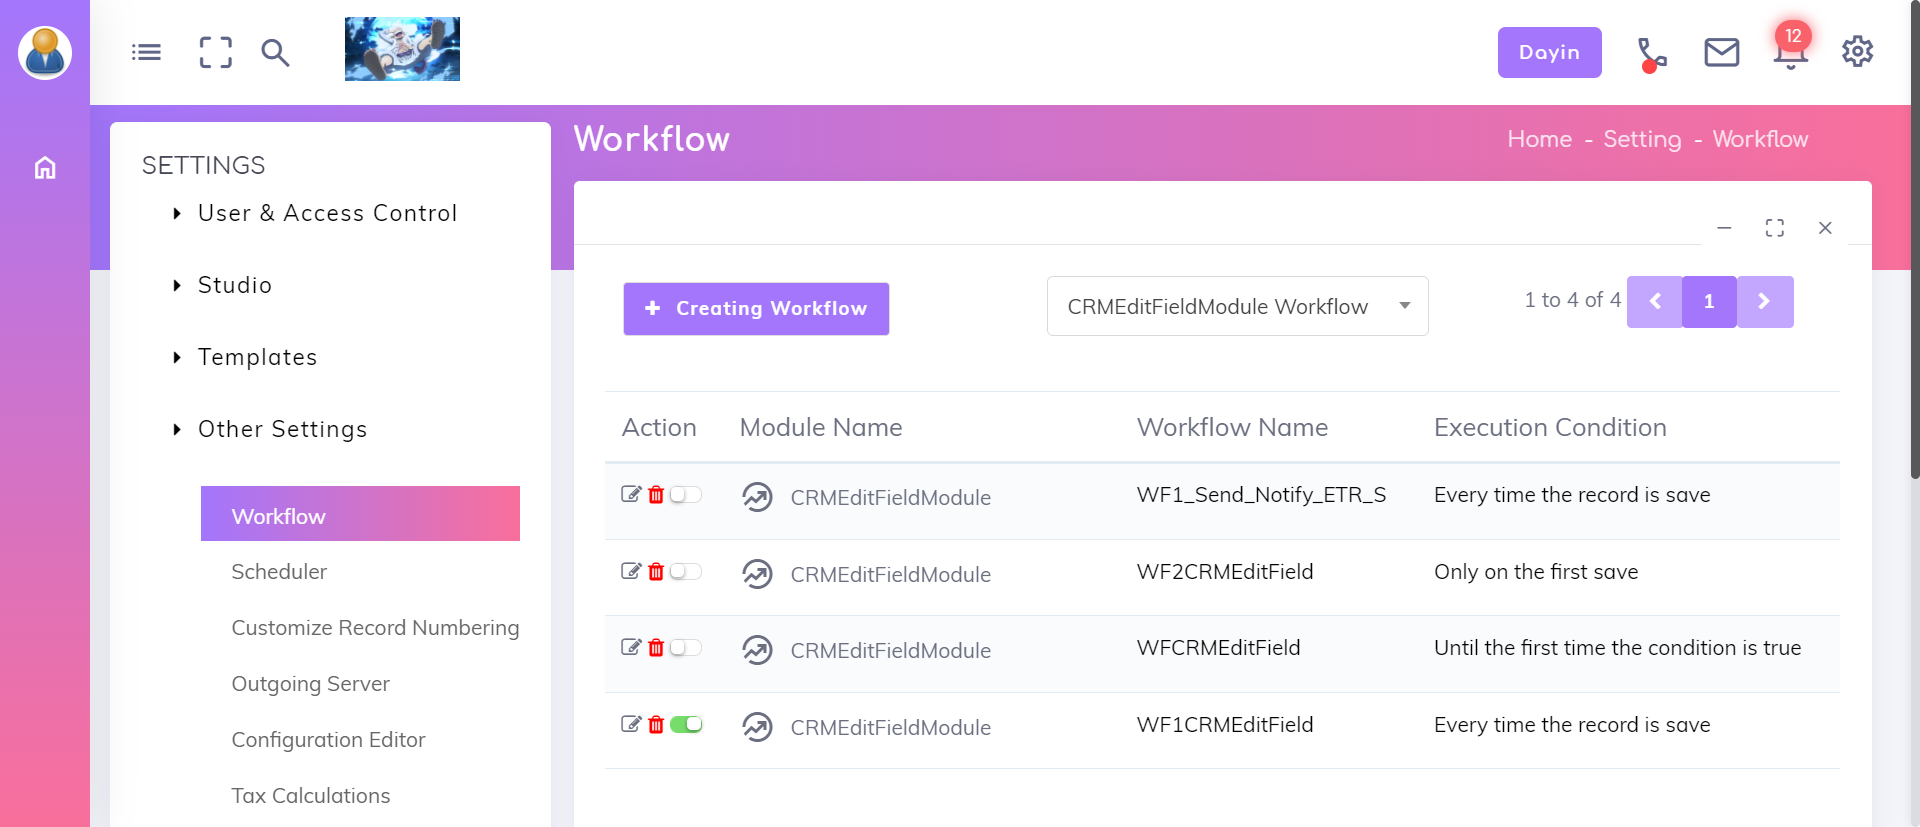 Dayin
12
SETTINGS
User & Access Control
Studio
Templates
Other Settings
Workflow
Scheduler
Customize Record Numbering
Outgoing Server
Configuration Editor
Tax Calculations
Workflow
Home - Setting - Workflow
Creating Workflow
CRMEditFieldModule Workflow
1 to 4 of 4
1
Action Module Name Workflow Name Execution Condition
CRMEditFieldModule WF1_Send_Notify_ETR_S Every time the record is save
CRMEditFieldModule WF2CRMEditField Only on the first save
CRMEditFieldModule WFCRMEditField Until the first time the condition is true
CRMEditFieldModule WF1CRMEditField Every time the record is save